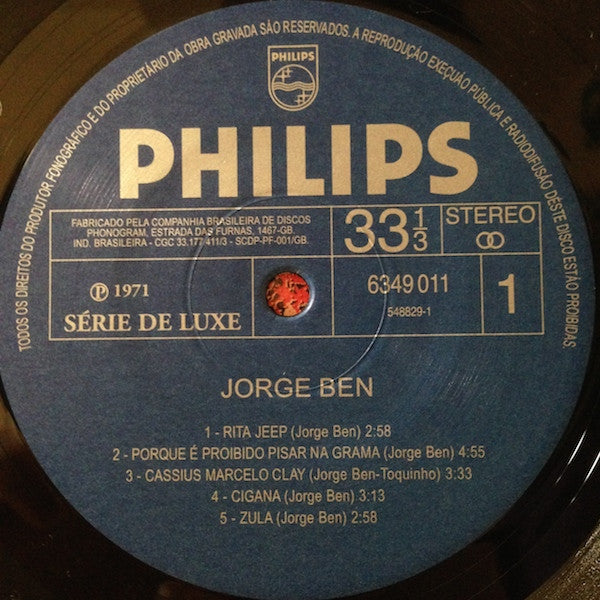 TODOS OS DIREITOS DO PRODUTOR FONOGRÁFICO E DO PROPRIETÁRIO DA OBRA GRAVADA SÃO RESERVADOS. A REPRODUÇÃO EXECUÇÃO PÚBLICA E RADIODIFUSÃO DESTE DISCO ESTÃO PROIBIDAS.
PHILIPS
PHILIPS
FABRICADO PELA COMPANHIA BRASILEIRA DE DISCOS
PHONOGRAM, ESTRADA DAS FURNAS, 1467-GB.
IND. BRASILEIRA - CGC 33.177.411/3 - SCDP-PF-001/GB.
33 1/3
STEREO
℗ 1971
SÉRIE DE LUXE
6349 011
548829-1
1
JORGE BEN
1 - RITA JEEP (Jorge Ben) 2:58
2 - PORQUE É PROIBIDO PISAR NA GRAMA (Jorge Ben) 4:55
3 - CASSIUS MARCELO CLAY (Jorge Ben-Toquinho) 3:33
4 - CIGANA (Jorge Ben) 3:13
5 - ZULA (Jorge Ben) 2:58